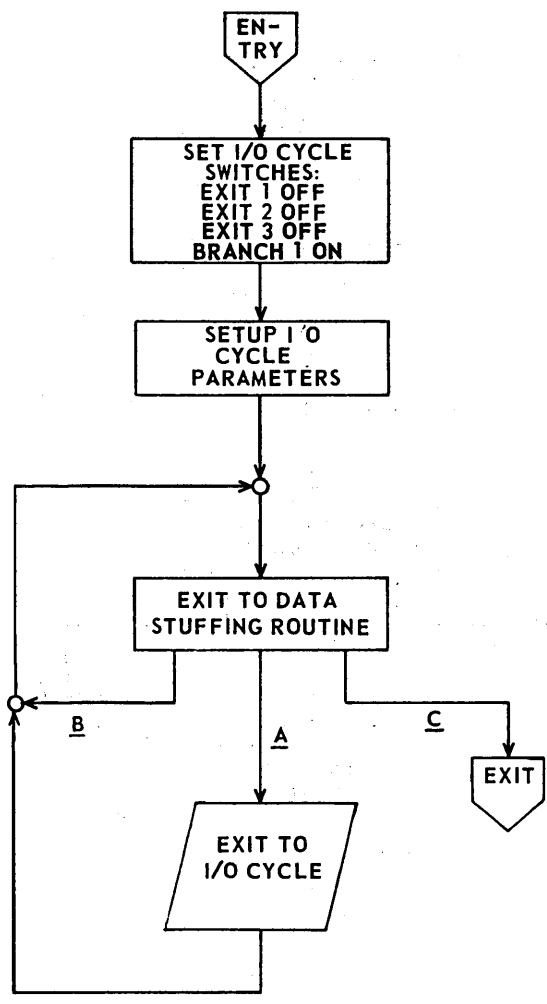 EN-
TRY
SET I/O CYCLE
SWITCHES:
EXIT 1 OFF
EXIT 2 OFF
EXIT 3 OFF
BRANCH 1 ON
SETUP I'O
CYCLE
PARAMETERS
EXIT TO DATA
STUFFING ROUTINE
B
A
C
EXIT
EXIT TO
I/O CYCLE